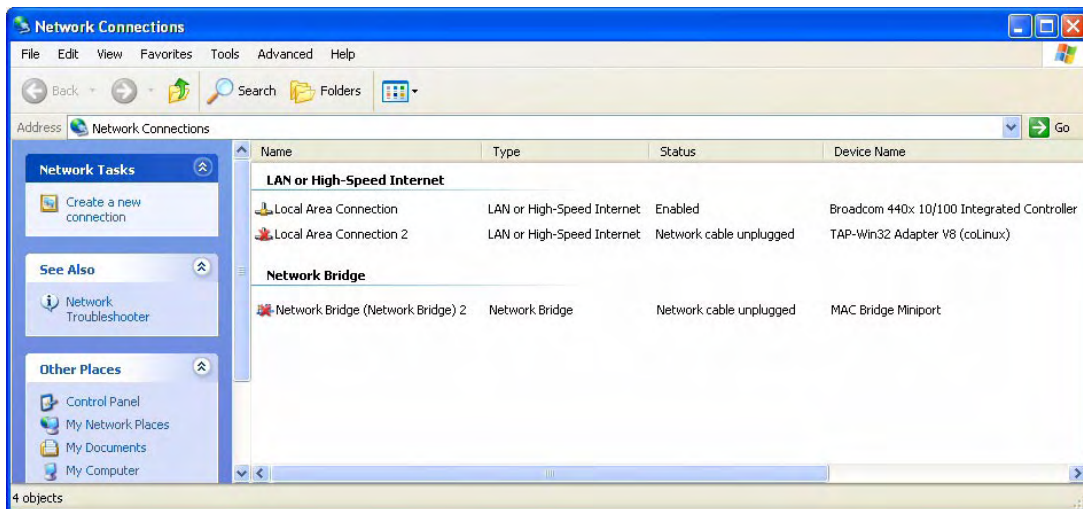 Network Connections
File Edit View Favorites Tools Advanced Help
Back Search Folders
Address Network Connections Go
Network Tasks
Create a new
connection
See Also
Network
Troubleshooter
Other Places
Control Panel
My Network Places
My Documents
My Computer
Name Type Status Device Name
LAN or High-Speed Internet
Local Area Connection LAN or High-Speed Internet Enabled Broadcom 440x 10/100 Integrated Controller
Local Area Connection 2 LAN or High-Speed Internet Network cable unplugged TAP-Win32 Adapter V8 (coLinux)
Network Bridge
Network Bridge (Network Bridge) 2 Network Bridge Network cable unplugged MAC Bridge Miniport
4 objects